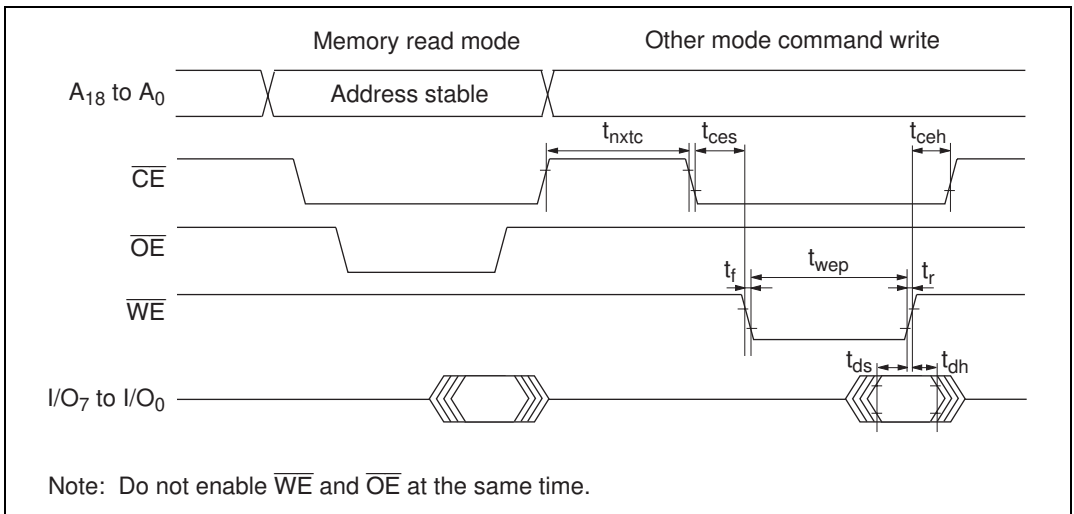 Memory read mode
Other mode command write
A18 to A0
Address stable
tnxtc
tces
tceh
CE
OE
tf
twep
tr
WE
tds
tdh
I/O7 to I/O0
Note: Do not enable WE and OE at the same time.